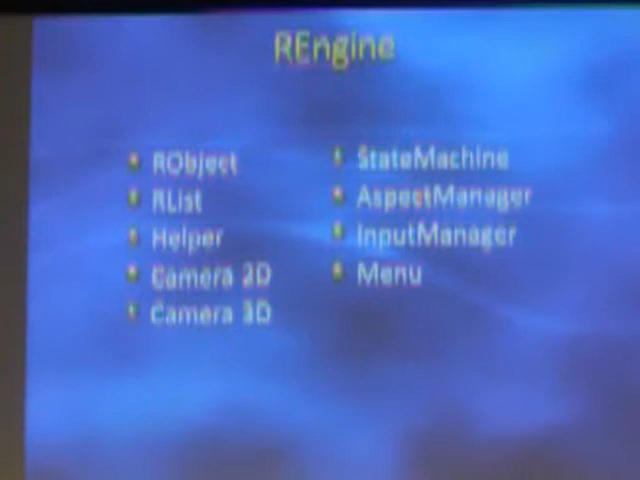 REngine
RObject
RList
Helper
Camera 2D
Camera 3D
StateMachine
AspectManager
InputManager
Menu